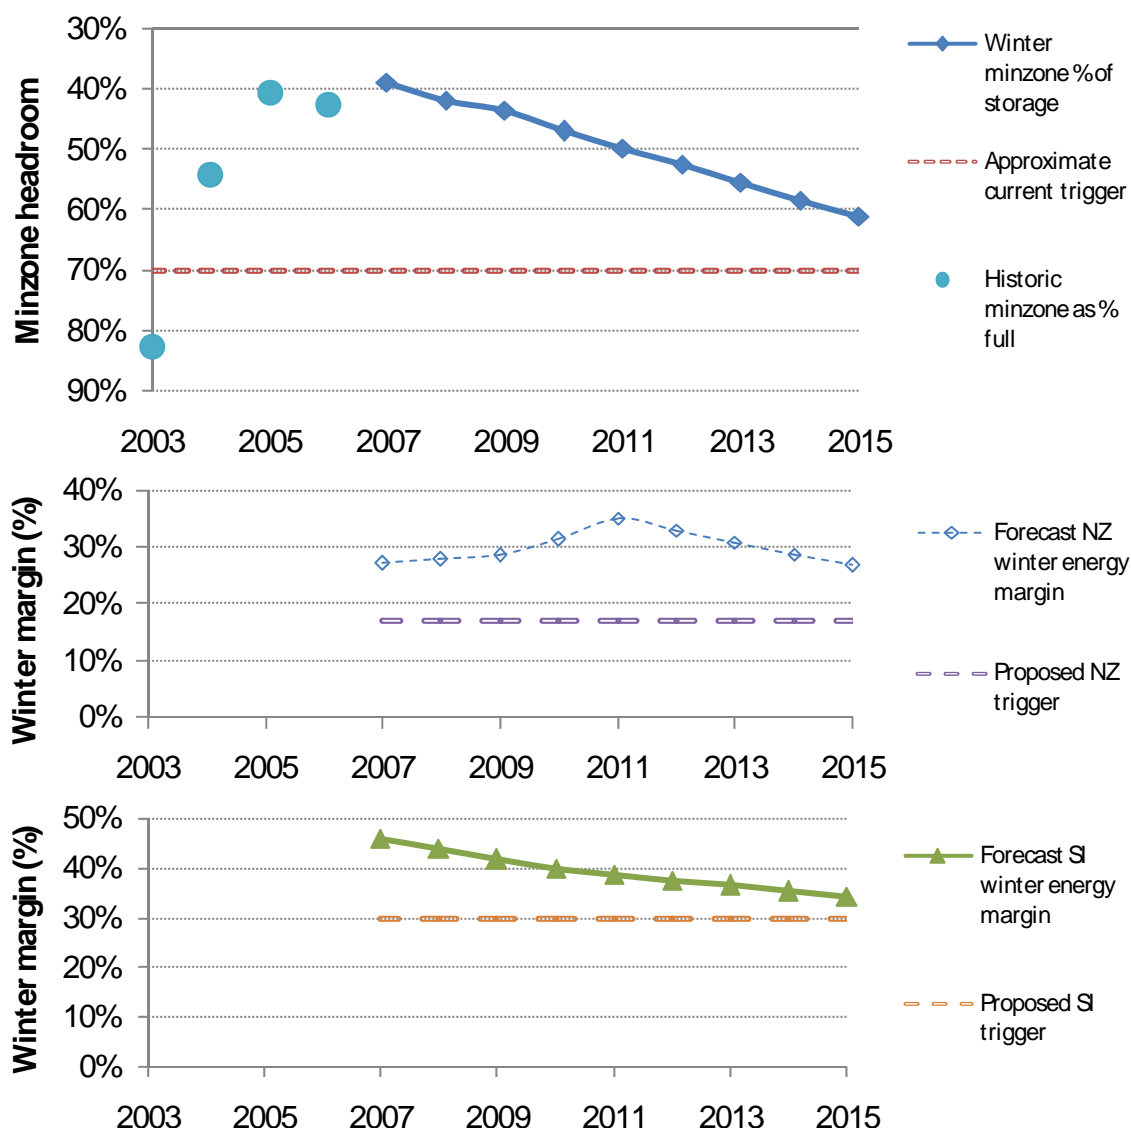 30%
40%
50%
60%
70%
80%
90%
Minzone headroom
2003 2005 2007 2009 2011 2013 2015
Winter
minzone % of
storage
Approximate
current trigger
Historic
minzone as %
full
40%
30%
20%
10%
0%
Winter margin (%)
2003 2005 2007 2009 2011 2013 2015
Forecast NZ
winter energy
margin
Proposed NZ
trigger
50%
40%
30%
20%
10%
0%
Winter margin (%)
2003 2005 2007 2009 2011 2013 2015
Forecast SI
winter energy
margin
Proposed SI
trigger